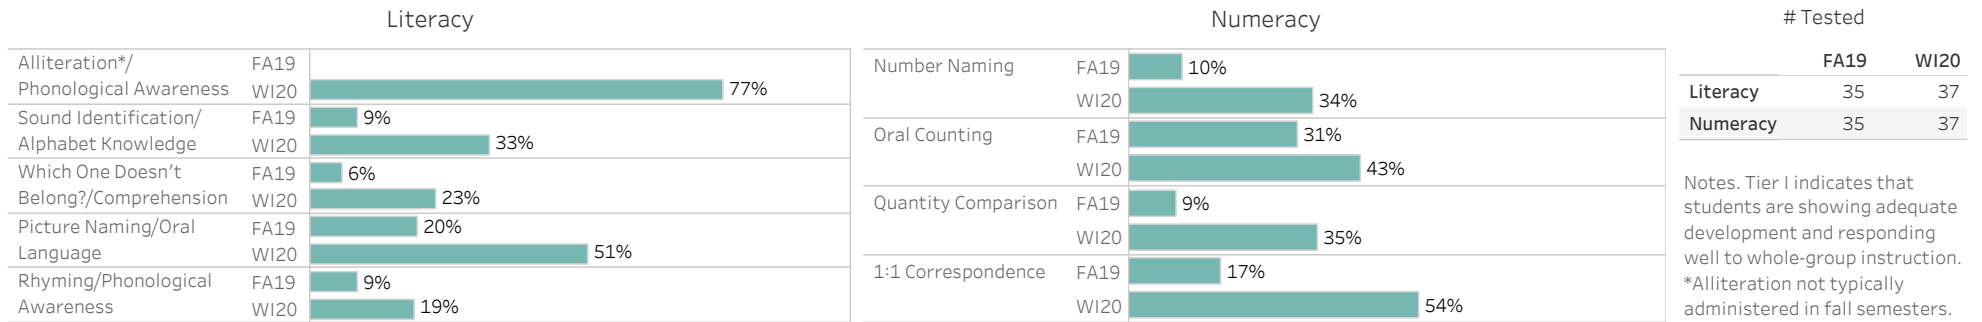 Literacy
Alliteration*/
Phonological Awareness
FA19
WI20 77%
Sound Identification/
Alphabet Knowledge
FA19 9%
WI20 33%
Which One Doesn't
Belong?/Comprehension
FA19 6%
WI20 23%
Picture Naming/Oral
Language
FA19 20%
WI20 51%
Rhyming/Phonological
Awareness
FA19 9%
WI20 19%
Numeracy
Number Naming
FA19 10%
WI20 34%
Oral Counting
FA19 31%
WI20 43%
Quantity Comparison
FA19 9%
WI20 35%
1:1 Correspondence
FA19 17%
WI20 54%
# Tested
FA19 WI20
Literacy 35 37
Numeracy 35 37
Notes. Tier I indicates that
students are showing adequate
development and responding
well to whole-group instruction.
*Alliteration not typically
administered in fall semesters.